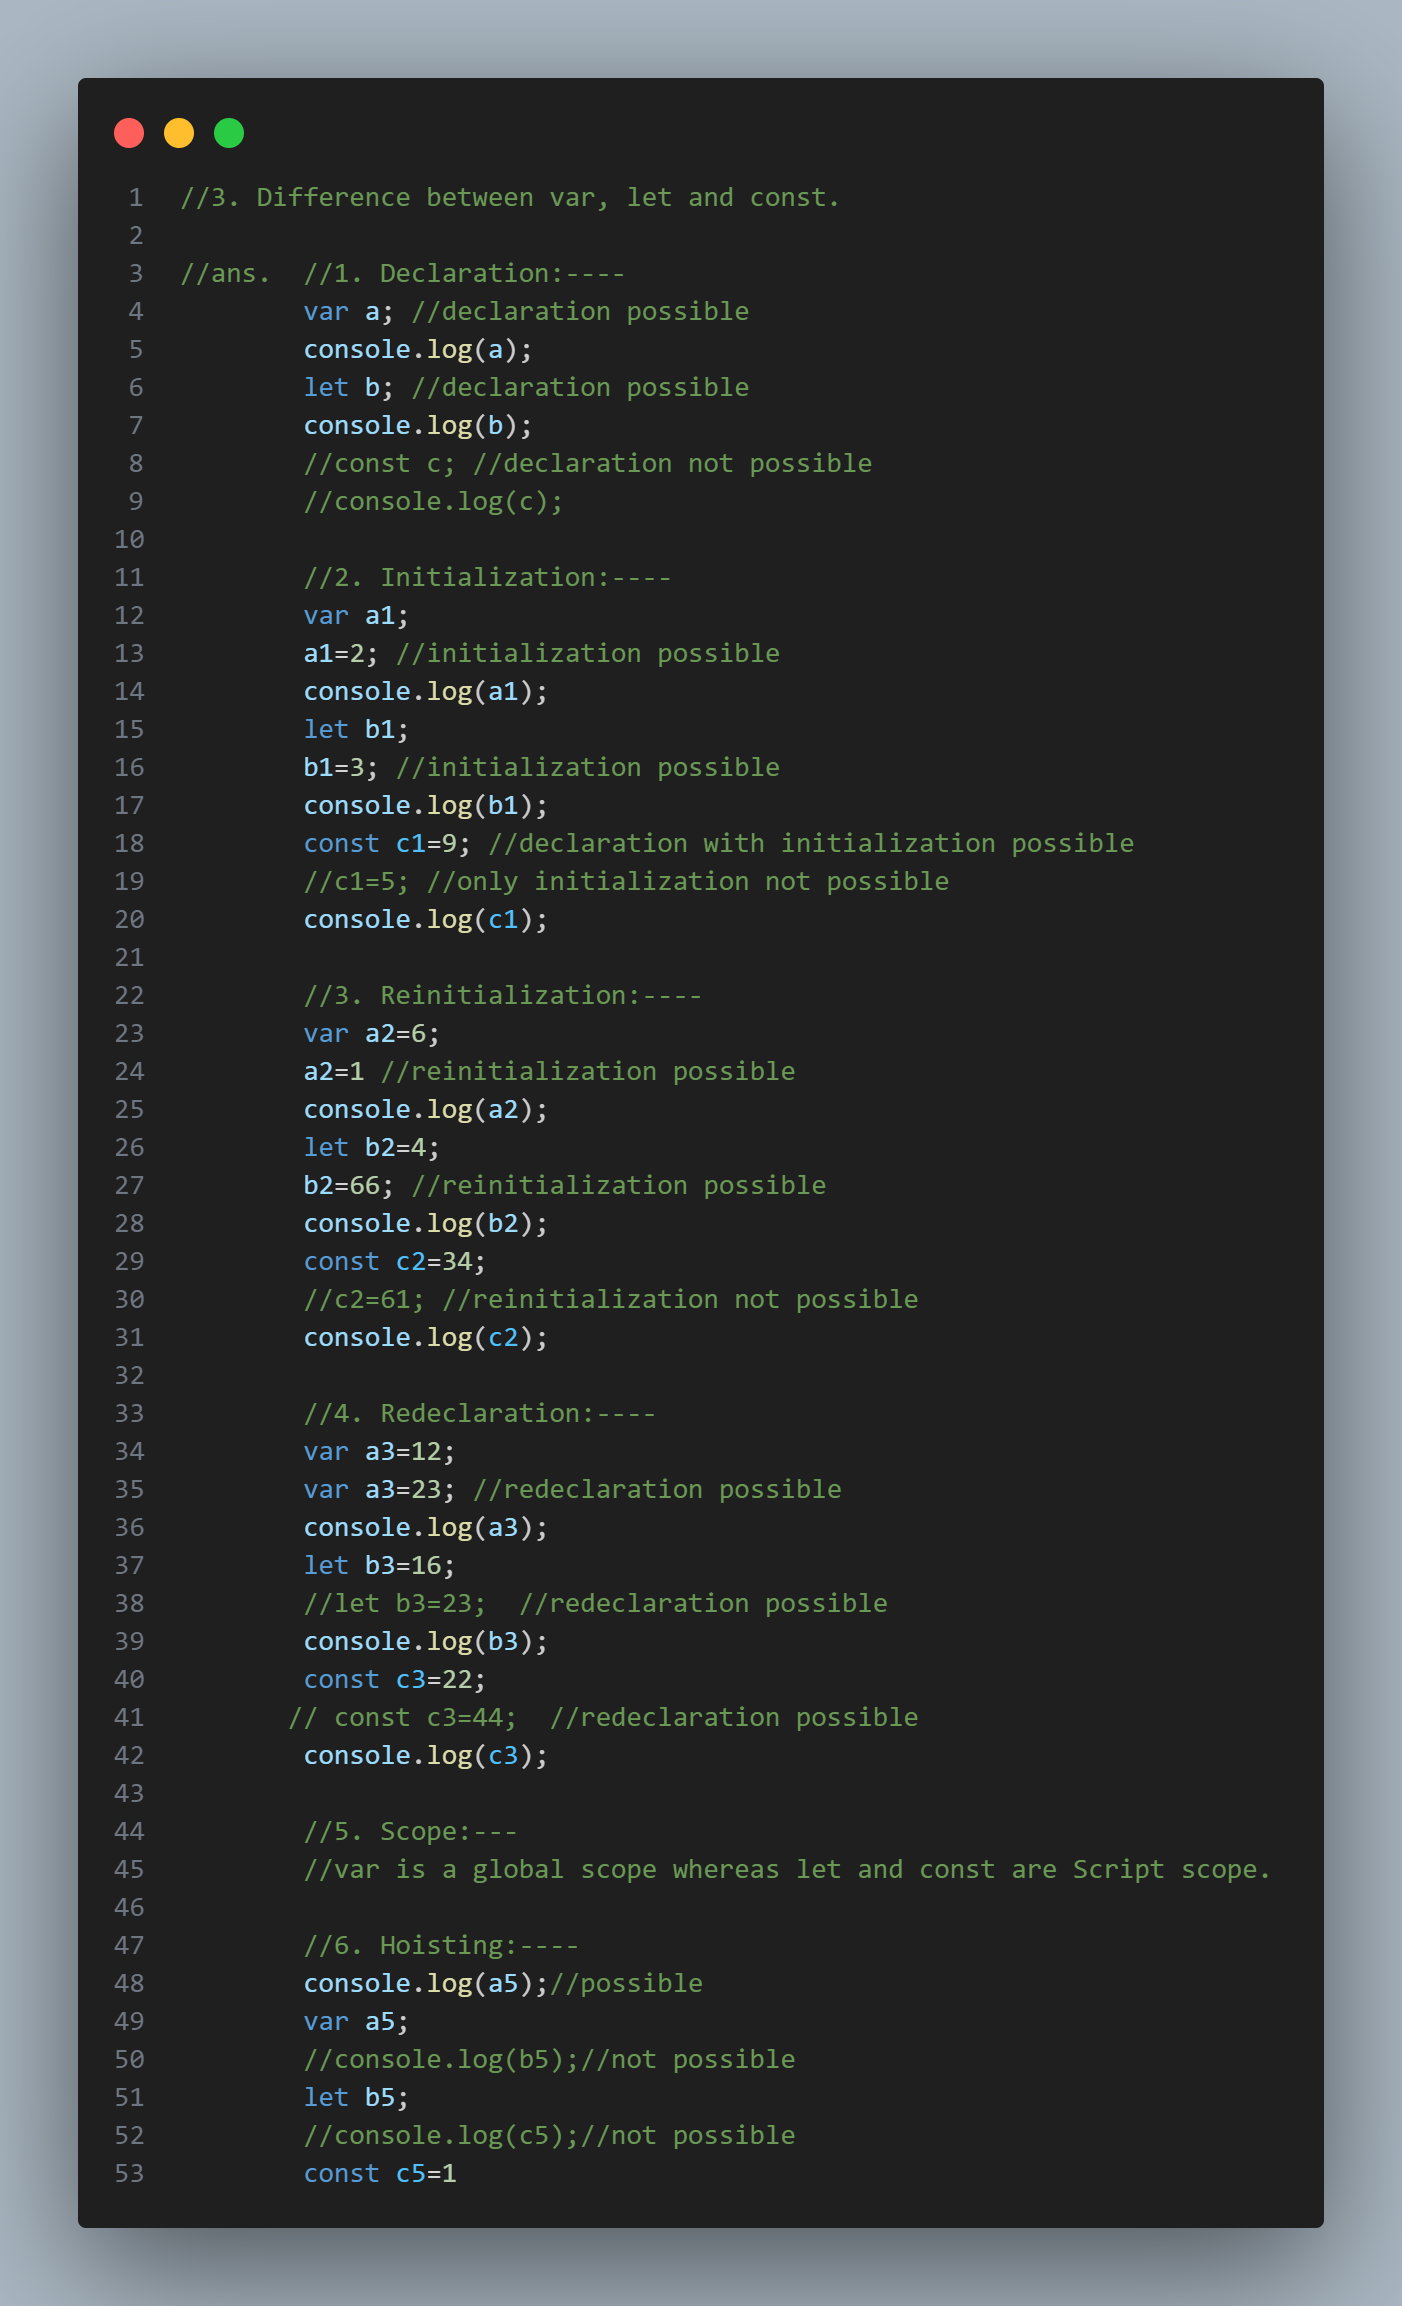 1 //3. Difference between var, let and const.
2
3 //ans.  //1. Declaration:----
4         var a; //declaration possible
5         console.log(a);
6         let b; //declaration possible
7         console.log(b);
8         //const c; //declaration not possible
9         //console.log(c);
10
11         //2. Initialization:----
12         var a1;
13         a1=2; //initialization possible
14         console.log(a1);
15         let b1;
16         b1=3; //initialization possible
17         console.log(b1);
18         const c1=9; //declaration with initialization possible
19         //c1=5; //only initialization not possible
20         console.log(c1);
21
22         //3. Reinitialization:----
23         var a2=6;
24         a2=1 //reinitialization possible
25         console.log(a2);
26         let b2=4;
27         b2=66; //reinitialization possible
28         console.log(b2);
29         const c2=34;
30         //c2=61; //reinitialization not possible
31         console.log(c2);
32
33         //4. Redeclaration:----
34         var a3=12;
35         var a3=23; //redeclaration possible
36         console.log(a3);
37         let b3=16;
38         //let b3=23;  //redeclaration possible
39         console.log(b3);
40         const c3=22;
41        // const c3=44;  //redeclaration possible
42         console.log(c3);
43
44         //5. Scope:---
45         //var is a global scope whereas let and const are Script scope.
46
47         //6. Hoisting:----
48         console.log(a5);//possible
49         var a5;
50         //console.log(b5);//not possible
51         let b5;
52         //console.log(c5);//not possible
53         const c5=1